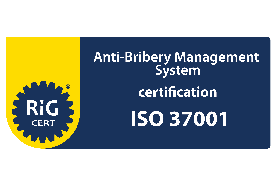 Anti-Bribery Management
System
certification
ISO 37001
RiG
CERT
®